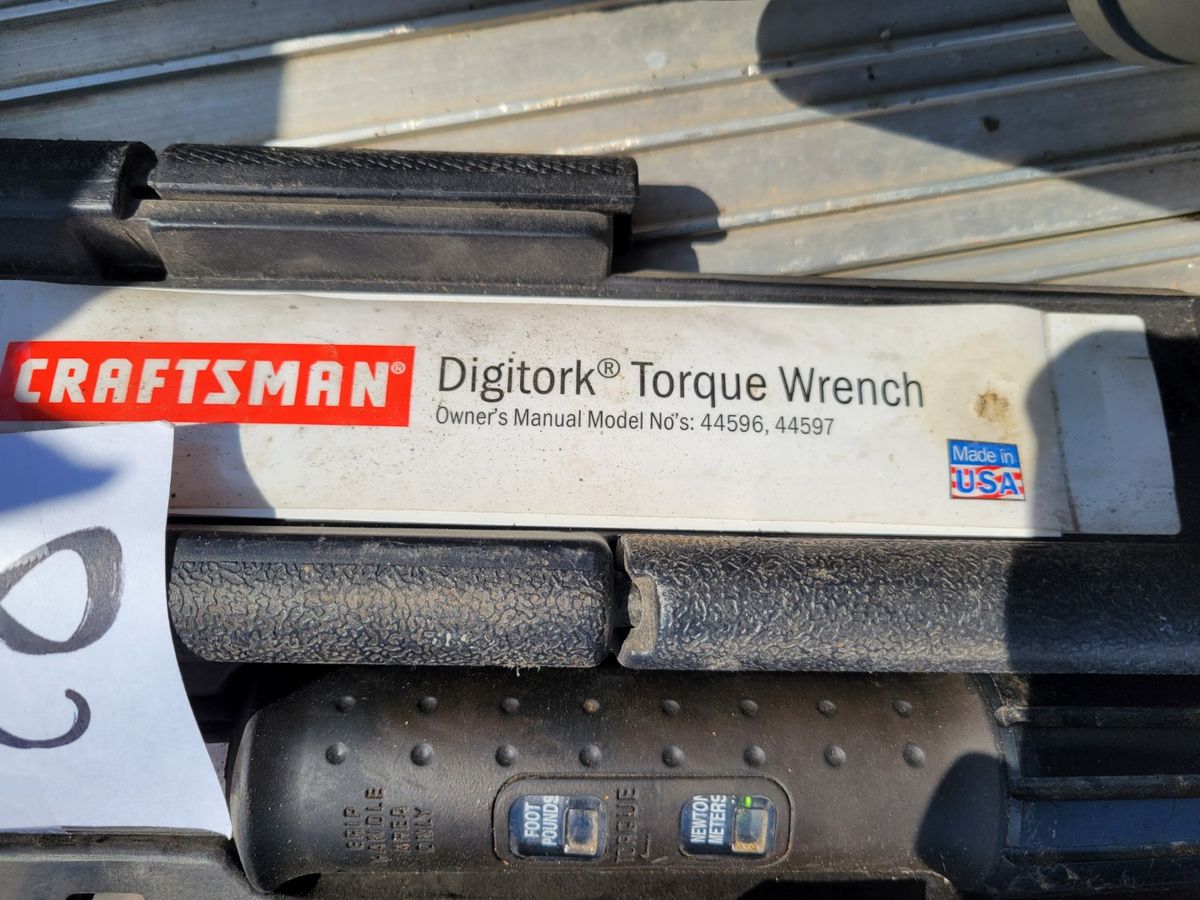 CRAFTSMAN®
Digitork® Torque Wrench
Owner's Manual Model No's: 44596, 44597
Made in
USA
GRIP
HANDLE
AREA
ONLY
FOOT
POUNDS
TORQUE
NEWTON
METERS